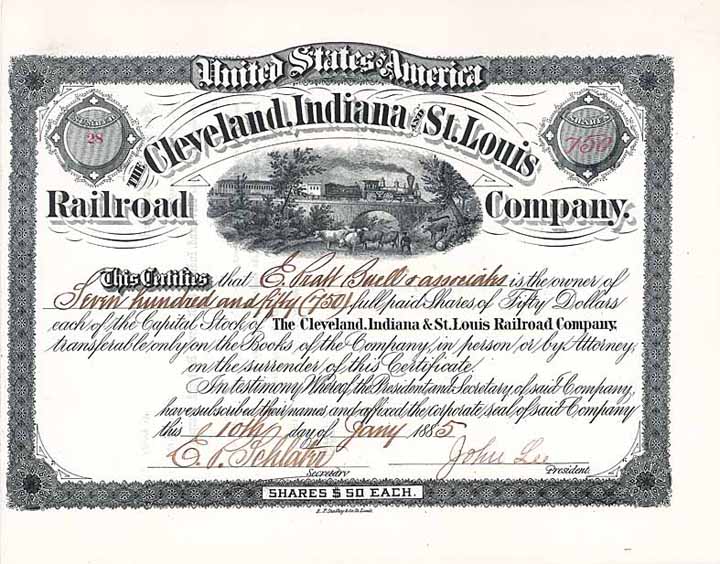 United States of America
NUMBER
28
SHARES
750
THE Cleveland, Indiana AND St. Louis
Railroad Company.
This Certifies that E. Pratt Buell & associates is the owner of
Seven hundred and fifty (750) full paid Shares of Fifty Dollars
each of the Capital Stock of The Cleveland, Indiana & St. Louis Railroad Company,
transferable only on the Books of the Company, in person or by Attorney,
on the surrender of this Certificate.
In testimony Whereof, the President and Secretary of said Company,
have subscribed their names, and affixed the corporate seal of said Company
this 10th day of Jany 1885
John Lee
Secretary President.
SHARES $50 EACH.